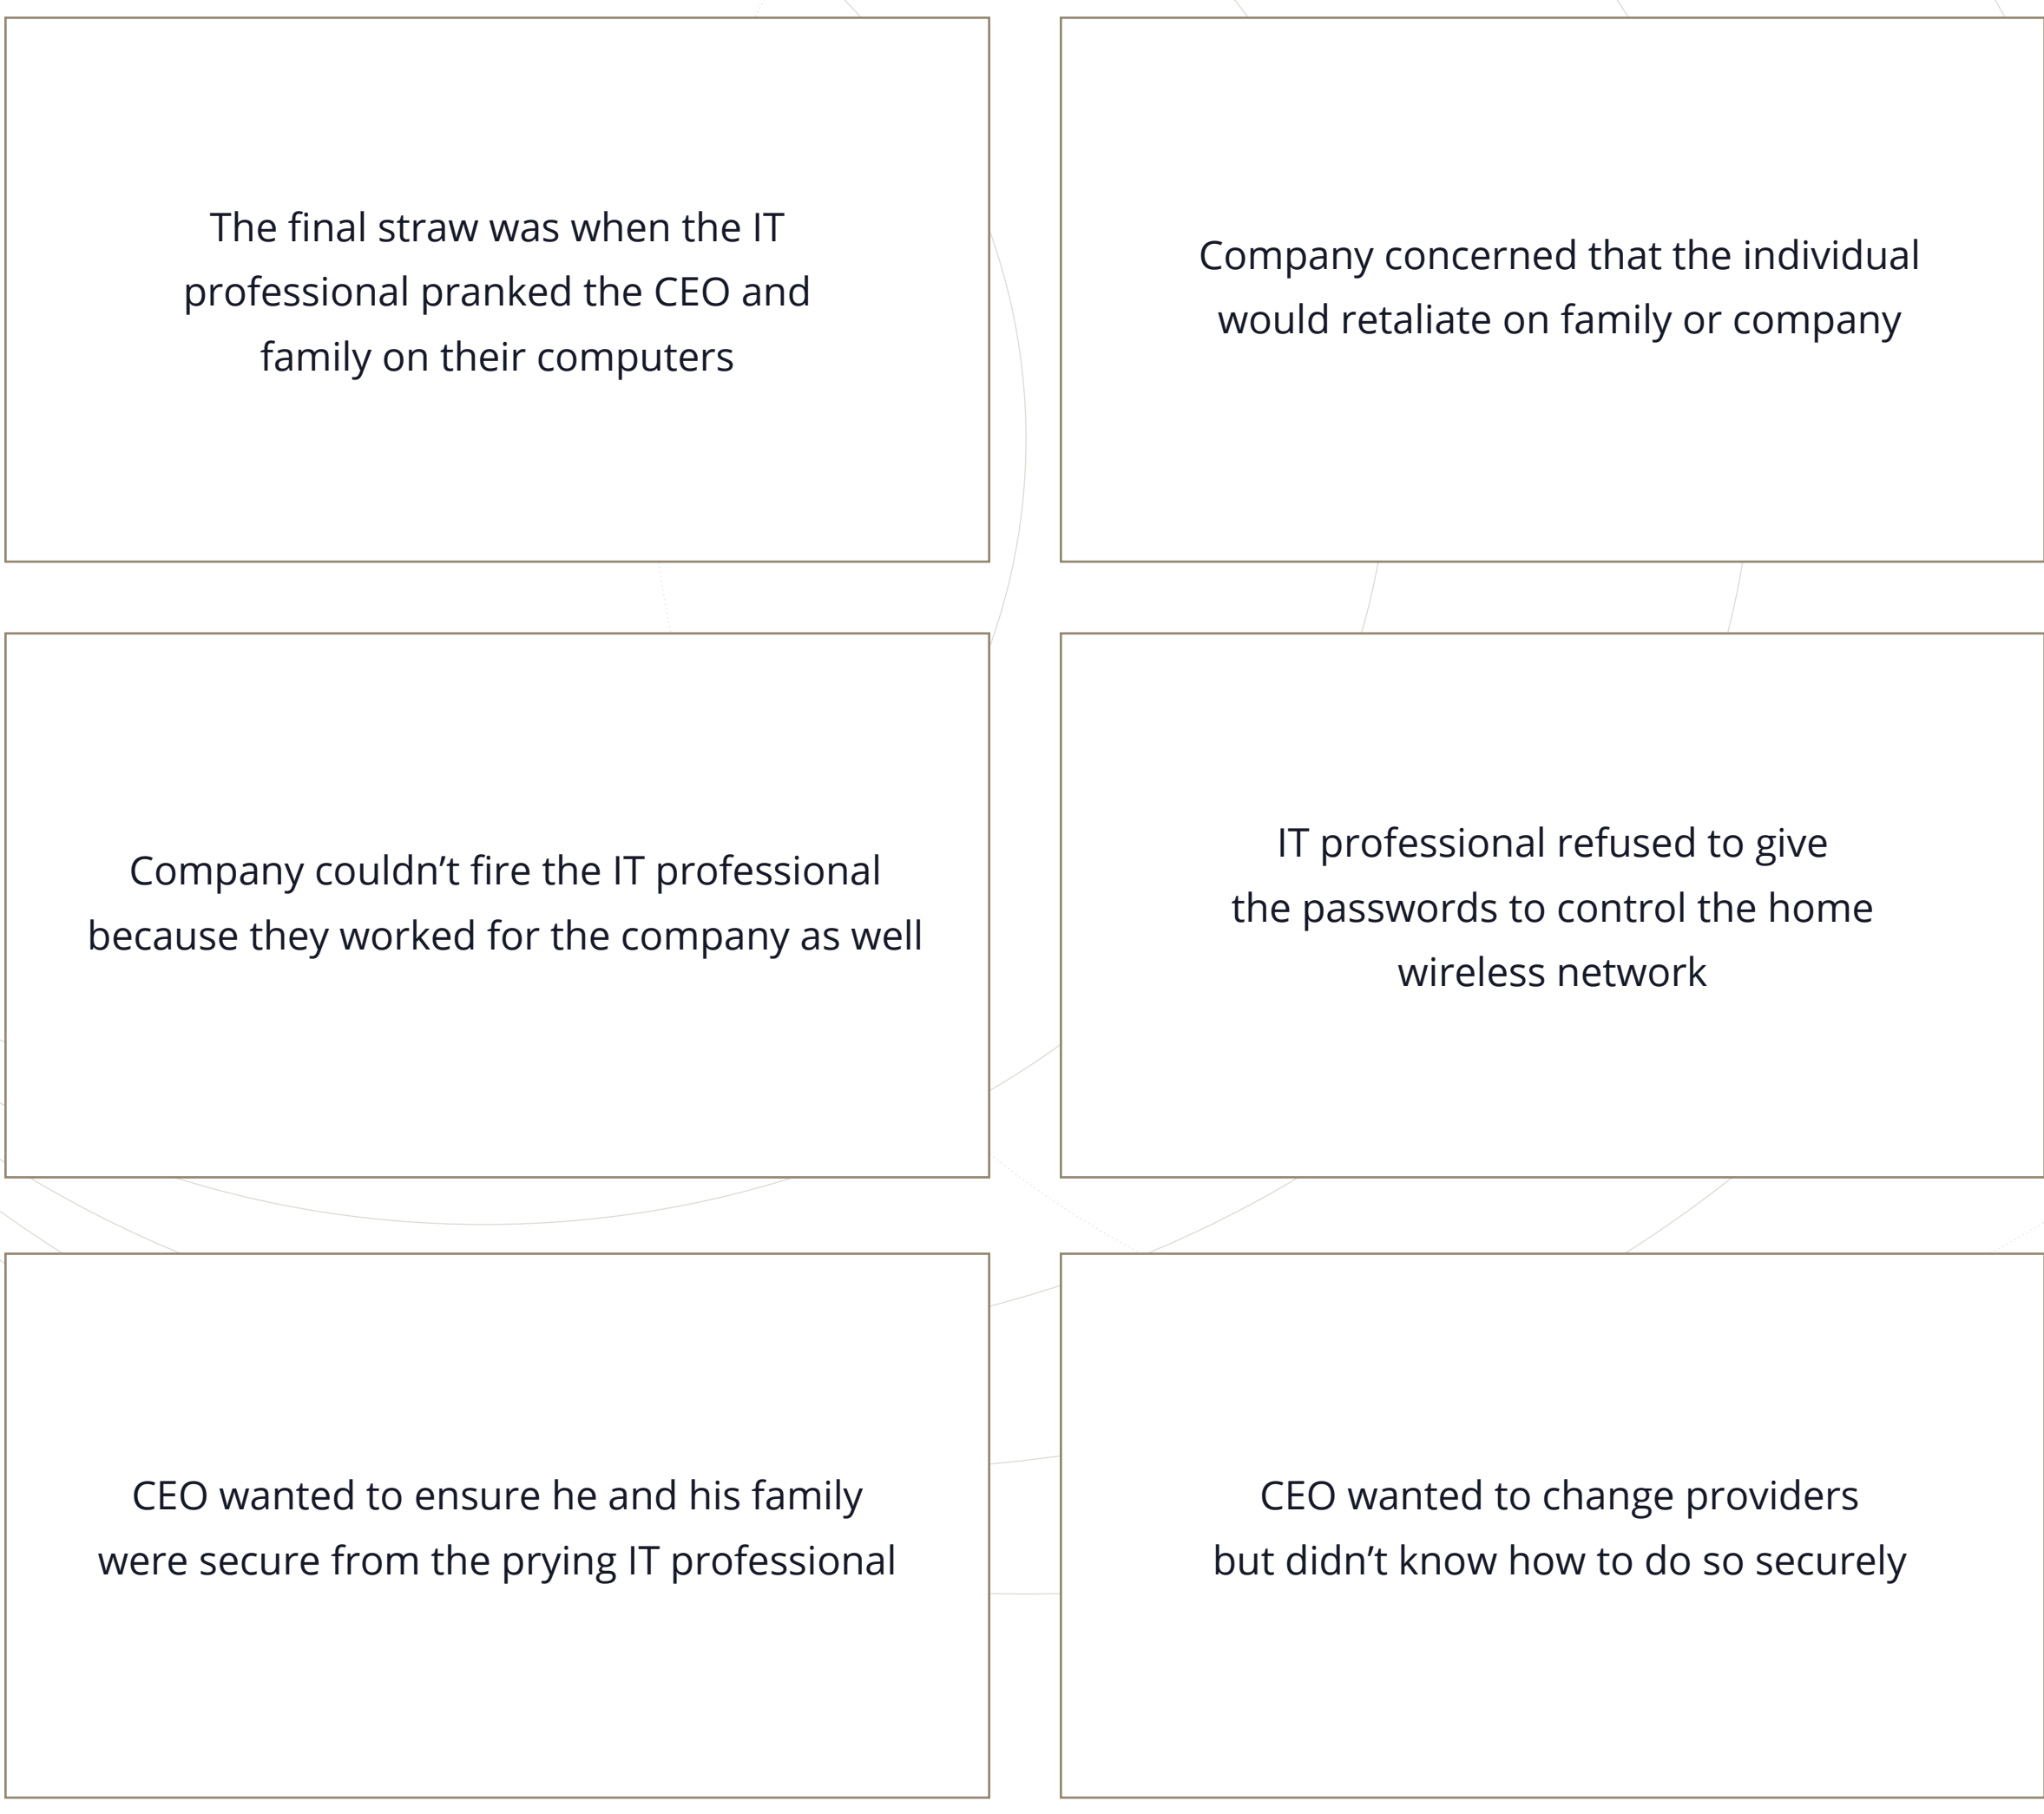 The final straw was when the IT
professional pranked the CEO and
family on their computers
Company concerned that the individual
would retaliate on family or company
Company couldn’t fire the IT professional
because they worked for the company as well
IT professional refused to give
the passwords to control the home
wireless network
CEO wanted to ensure he and his family
were secure from the prying IT professional
CEO wanted to change providers
but didn’t know how to do so securely